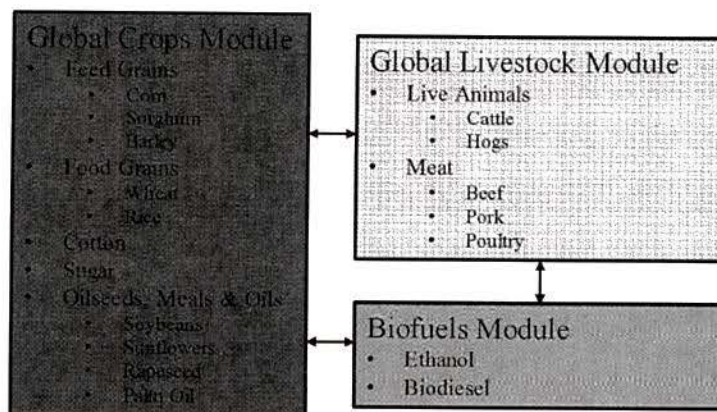 Global Crops Module
• Feed Grains
• Corn
• Sorghum
• Barley
• Food Grains
• Wheat
• Rice
• Cotton
• Sugar
• Oilseeds, Meals & Oils
• Soybeans
• Sunflowers
• Rapeseed
• Palm Oil
Global Livestock Module
• Live Animals
• Cattle
• Hogs
• Meat
• Beef
• Pork
• Poultry
Biofuels Module
• Ethanol
• Biodiesel